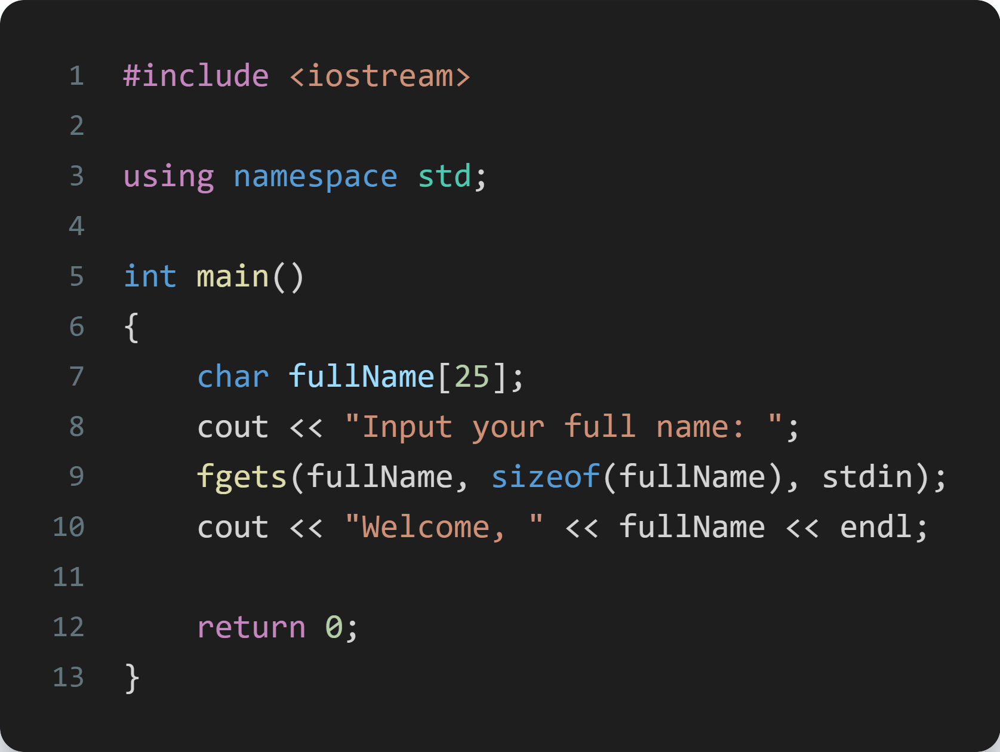 1 #include <iostream>
2
3 using namespace std;
4
5 int main()
6 {
7     char fullName[25];
8     cout << "Input your full name: ";
9     fgets(fullName, sizeof(fullName), stdin);
10     cout << "Welcome, " << fullName << endl;
11
12     return 0;
13 }